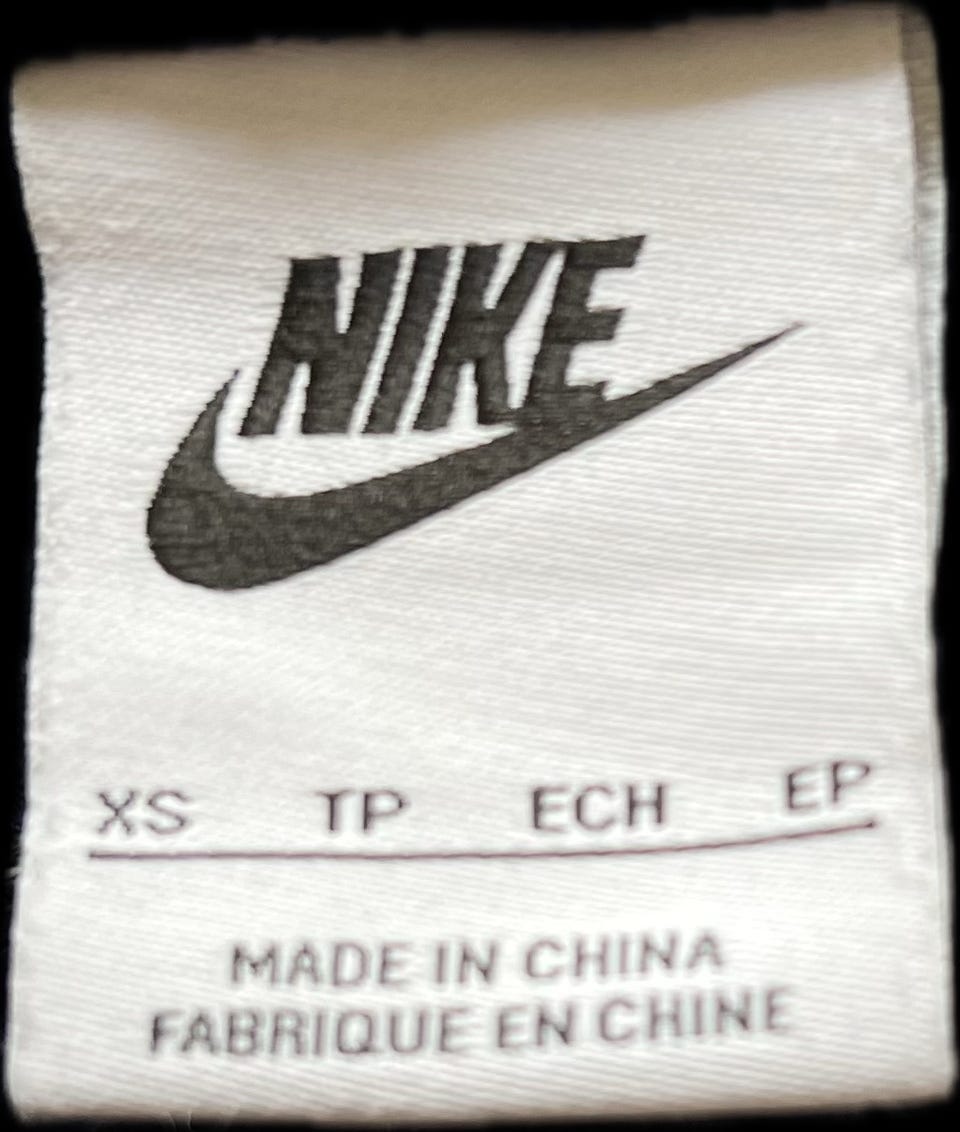 NIKE
XS TP ECH EP
MADE IN CHINA
FABRIQUE EN CHINE